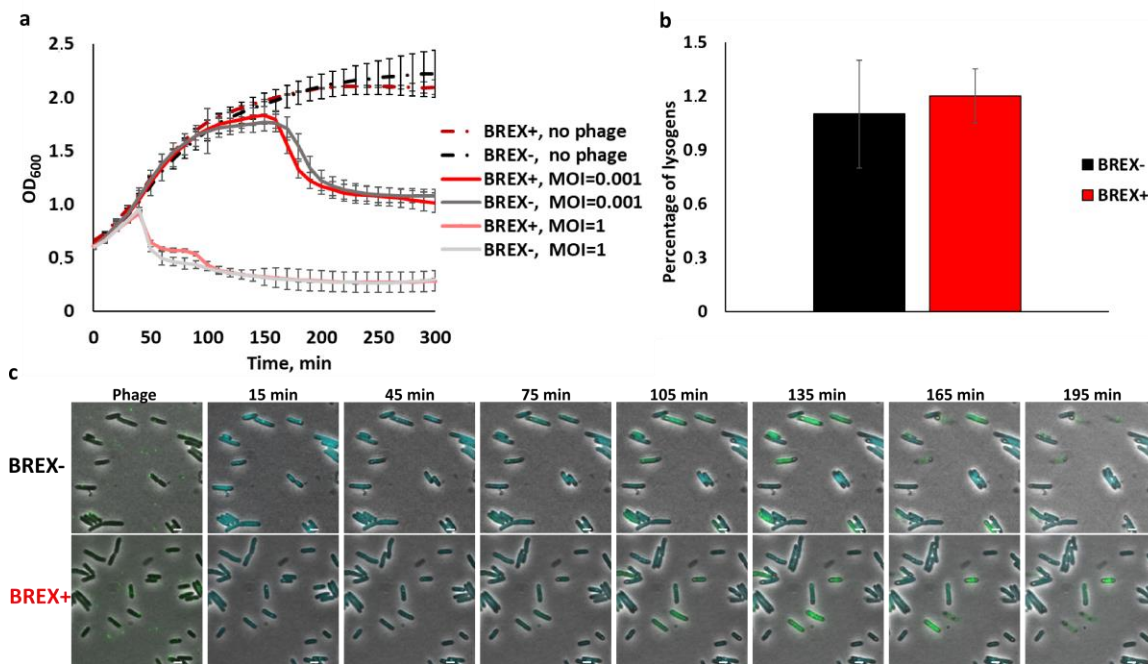 a
2.5
2.0
1.5
1.0
0.5
0
OD600
0 50 100 150 200 250 300
Time, min
BREX+, no phage
BREX-, no phage
BREX+, MOI=0.001
BREX-, MOI=0.001
BREX+, MOI=1
BREX-, MOI=1
b
1.5
1.2
0.9
0.6
0.3
0
Percentage of lysogens
BREX-
BREX+
c
Phage 15 min 45 min 75 min 105 min 135 min 165 min 195 min
BREX-
BREX+